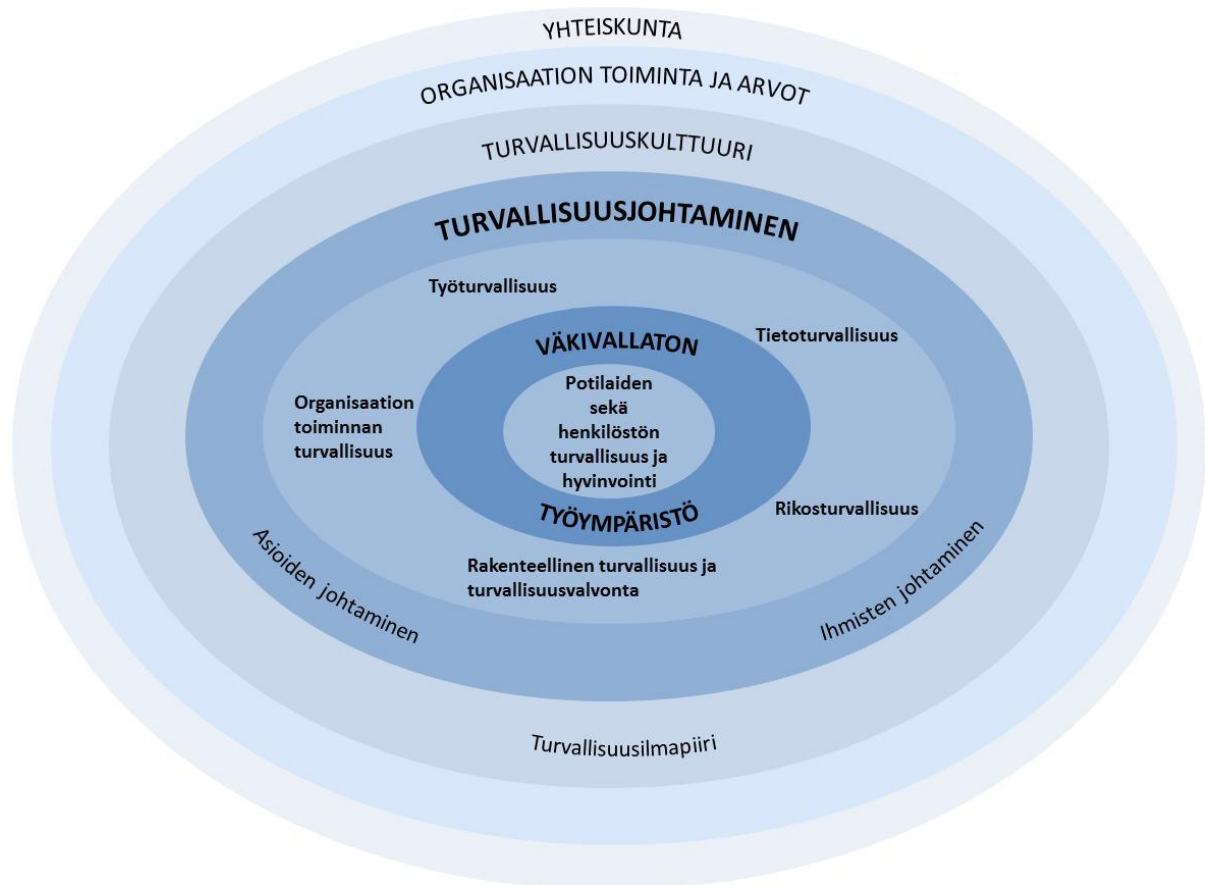 YHTEISKUNTA
ORGANISAATION TOIMINTA JA ARVOT
TURVALLISUUSKULTTUURI
TURVALLISUUSJOHTAMINEN
Työturvallisuus
Tietoturvallisuus
VÄKIVALLATON
Potilaiden
sekä
henkilöstön
turvallisuus ja
hyvinvointi
TYÖYMPÄRISTÖ
Organisaation
toiminnan
turvallisuus
Rikosturvallisuus
Rakenteellinen turvallisuus ja
turvallisuusvalvonta
Asioiden johtaminen
Ihmisten johtaminen
Turvallisuusilmapiiri